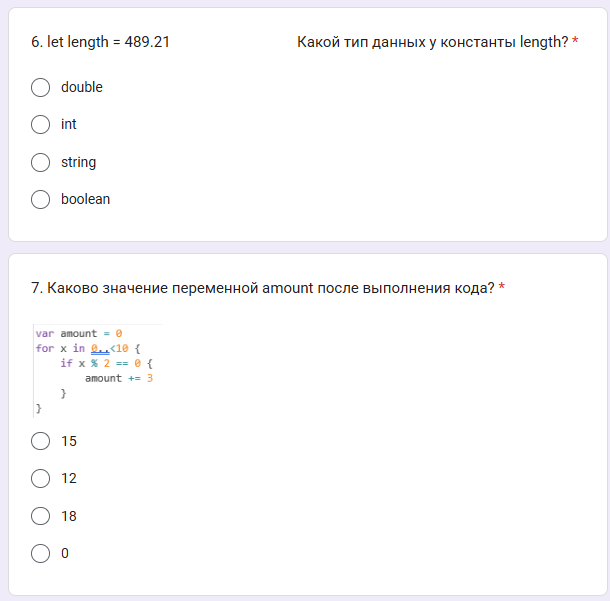 6. let length = 489.21 Какой тип данных у константы length? *
double
int
string
boolean
7. Каково значение переменной amount после выполнения кода? *
var amount = 0
for x in 0..<10 {
if x % 2 == 0 {
amount += 3
}
}
15
12
18
0